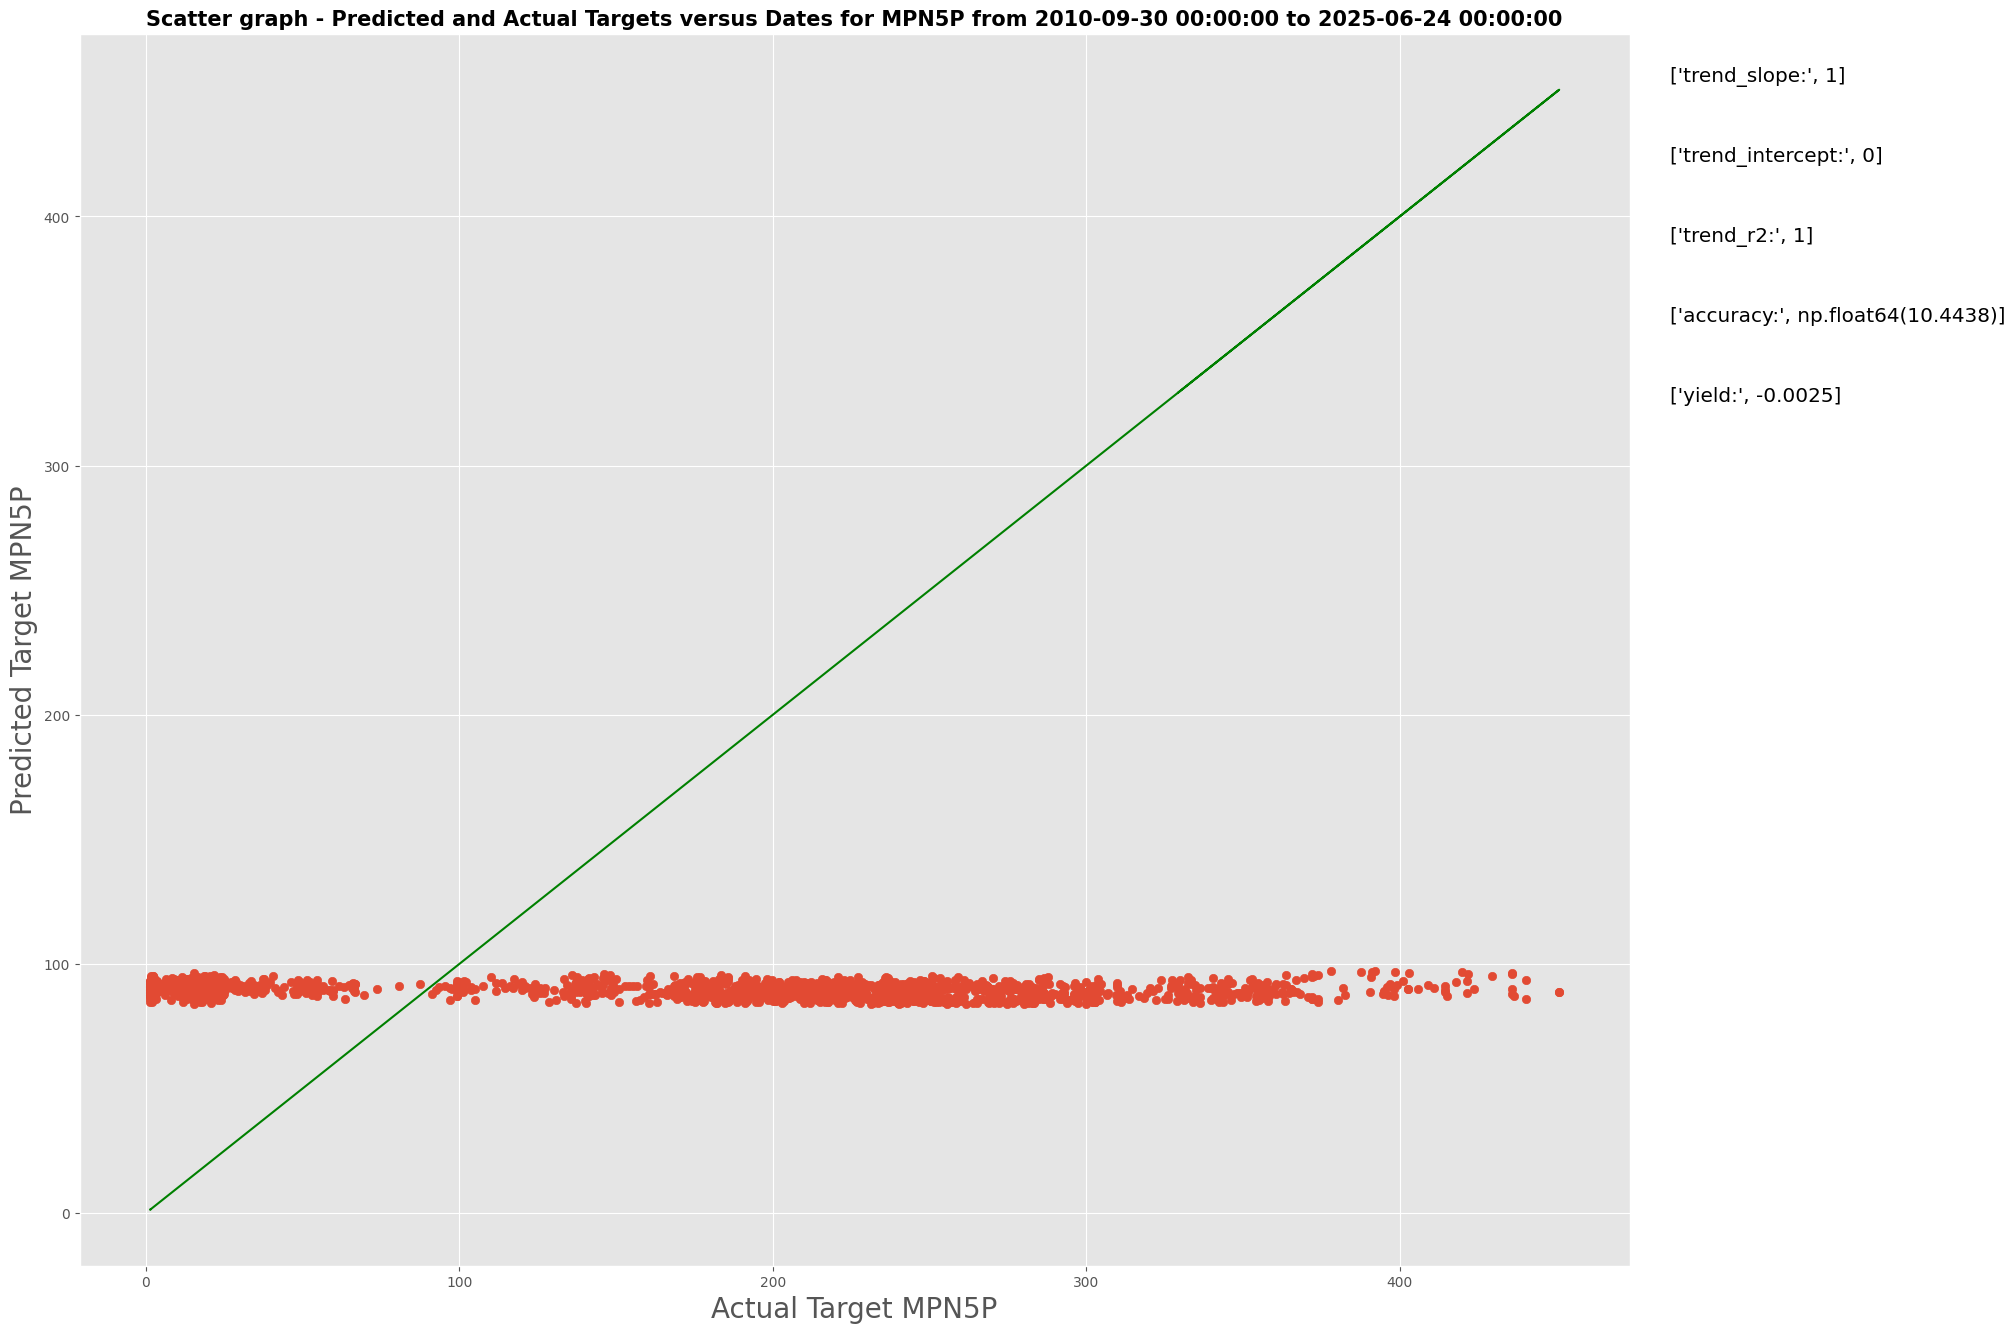 Scatter graph - Predicted and Actual Targets versus Dates for MPN5P from 2010-09-30 00:00:00 to 2025-06-24 00:00:00
['trend_slope:', 1]
['trend_intercept:', 0]
['trend_r2:', 1]
['accuracy:', np.float64(10.4438)]
['yield:', -0.0025]
Predicted Target MPN5P
400
300
200
100
0
0 100 200 300 400
Actual Target MPN5P